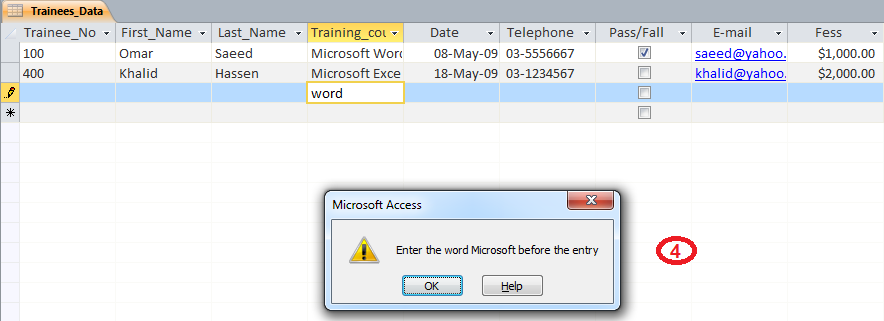 Trainees_Data
Trainee_No First_Name Last_Name Training_cou Date Telephone Pass/Fall E-mail Fess
100 Omar Saeed Microsoft Word 08-May-09 03-5556667 saeed@yahoo. $1,000.00
400 Khalid Hassen Microsoft Exce 18-May-09 03-1234567 khalid@yahoo. $2,000.00
word
Microsoft Access
Enter the word Microsoft before the entry
4
OK Help